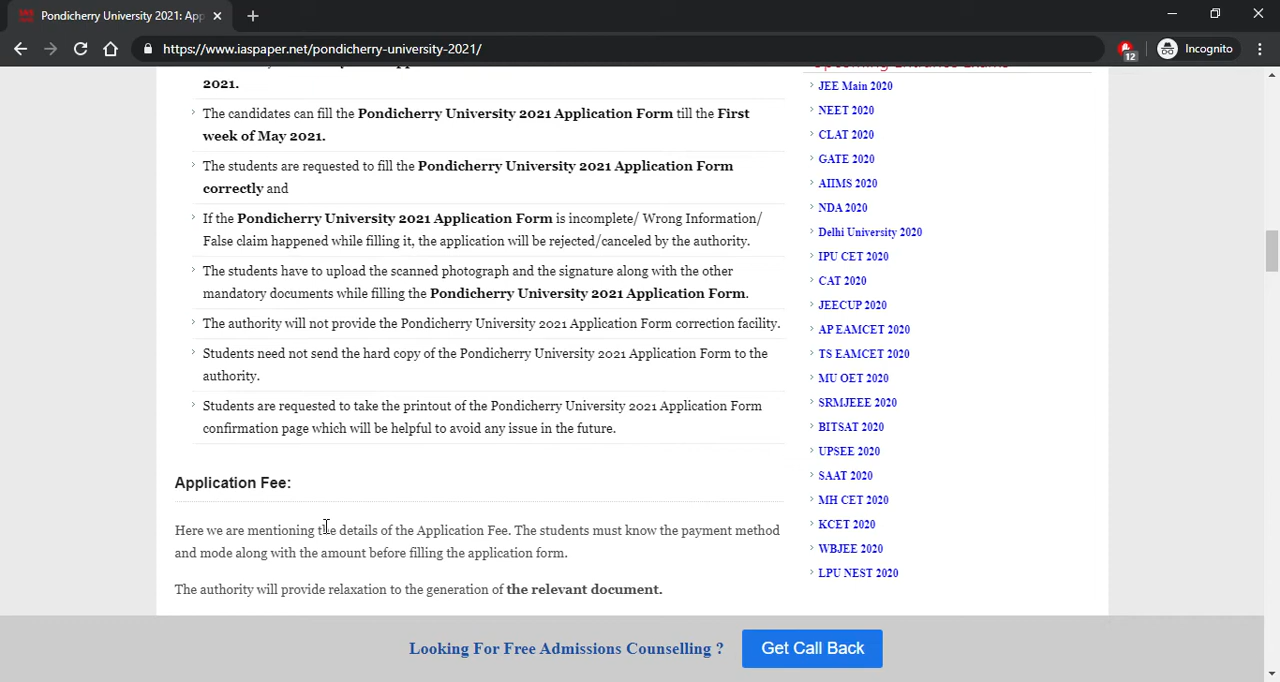 Pondicherry University 2021: App
https://www.iaspaper.net/pondicherry-university-2021/
12
Incognito
2021.
The candidates can fill the Pondicherry University 2021 Application Form till the First
week of May 2021.
The students are requested to fill the Pondicherry University 2021 Application Form
correctly and
If the Pondicherry University 2021 Application Form is incomplete/ Wrong Information/
False claim happened while filling it, the application will be rejected/canceled by the authority.
The students have to upload the scanned photograph and the signature along with the other
mandatory documents while filling the Pondicherry University 2021 Application Form.
The authority will not provide the Pondicherry University 2021 Application Form correction facility.
Students need not send the hard copy of the Pondicherry University 2021 Application Form to the
authority.
Students are requested to take the printout of the Pondicherry University 2021 Application Form
confirmation page which will be helpful to avoid any issue in the future.
Application Fee:
Here we are mentioning the details of the Application Fee. The students must know the payment method
and mode along with the amount before filling the application form.
The authority will provide relaxation to the generation of the relevant document.
Upcoming Entrance Exams
JEE Main 2020
NEET 2020
CLAT 2020
GATE 2020
AIIMS 2020
NDA 2020
Delhi University 2020
IPU CET 2020
CAT 2020
JEECUP 2020
AP EAMCET 2020
TS EAMCET 2020
MU OET 2020
SRMJEEE 2020
BITSAT 2020
UPSEE 2020
SAAT 2020
MH CET 2020
KCET 2020
WBJEE 2020
LPU NEST 2020
Looking For Free Admissions Counselling ?
Get Call Back